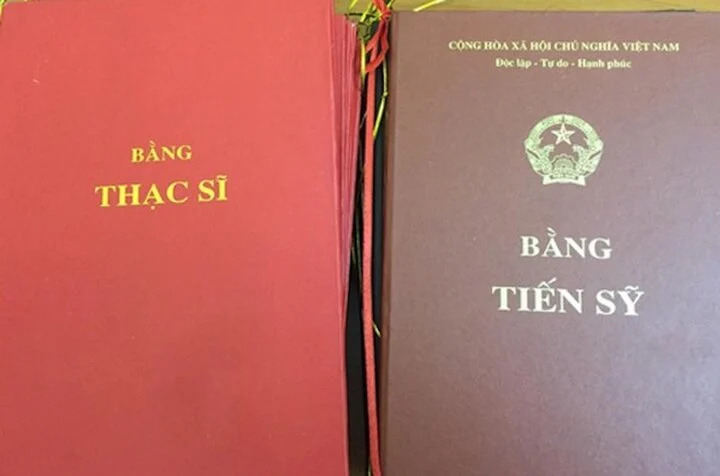 BẰNG
THẠC SĨ
CỘNG HÒA XÃ HỘI CHỦ NGHĨA VIỆT NAM
Độc lập - Tự do - Hạnh phúc
BẰNG
TIẾN SỸ